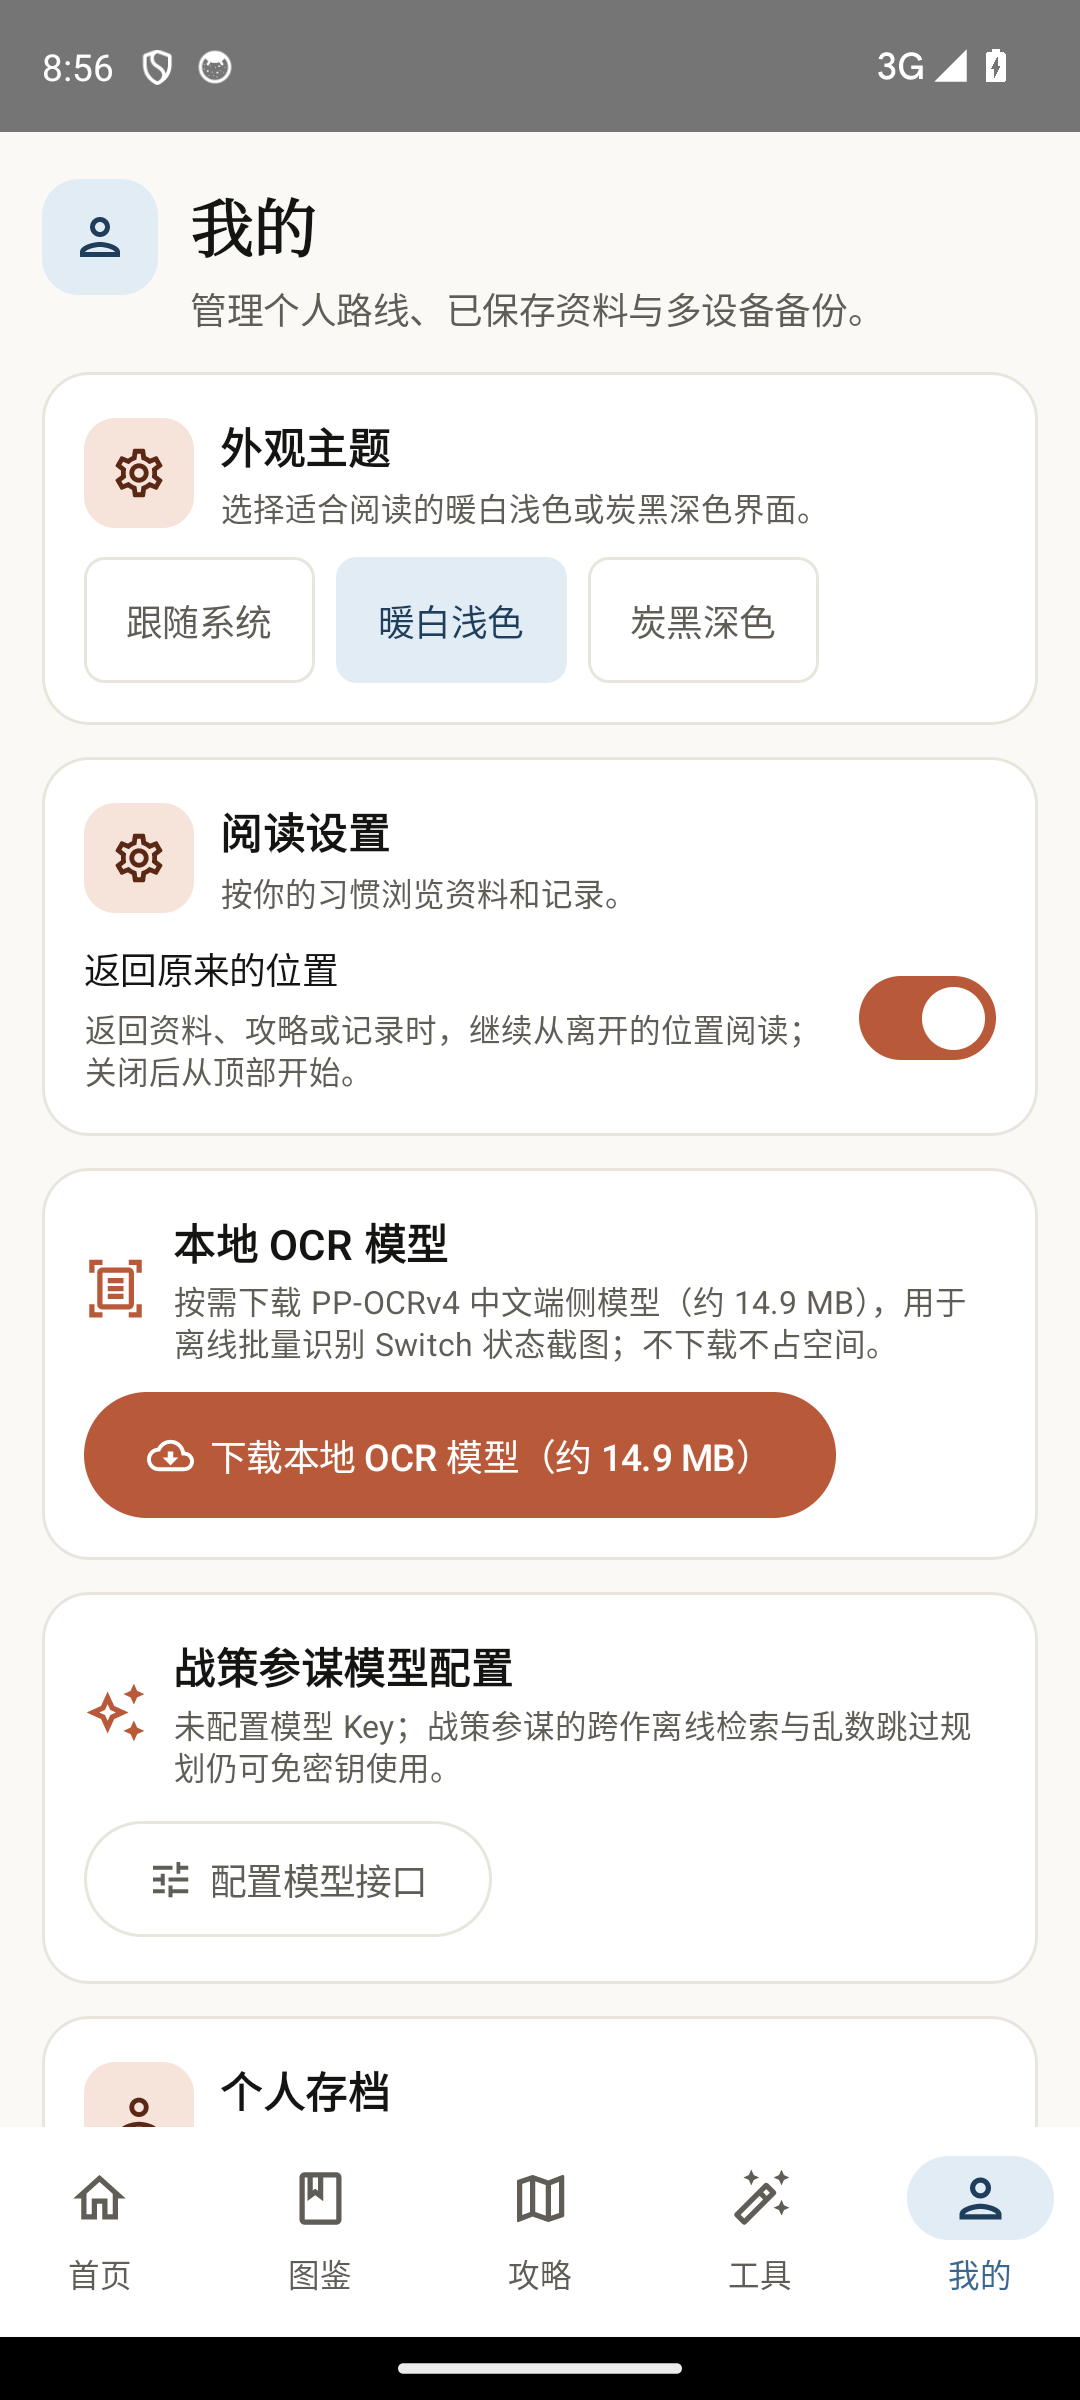 8:56
3G
我的
管理个人路线、已保存资料与多设备备份。
外观主题
选择适合阅读的暖白浅色或炭黑深色界面。
跟随系统
暖白浅色
炭黑深色
阅读设置
按你的习惯浏览资料和记录。
返回原来的位置
返回资料、攻略或记录时，继续从离开的位置阅读；
关闭后从顶部开始。
本地 OCR 模型
按需下载 PP-OCRv4 中文端侧模型（约 14.9 MB），用于
离线批量识别 Switch 状态截图；不下载不占空间。
下载本地 OCR 模型（约 14.9 MB）
战策参谋模型配置
未配置模型 Key；战策参谋的跨作离线检索与乱数跳过规
划仍可免密钥使用。
配置模型接口
个人存档
首页
图鉴
攻略
工具
我的